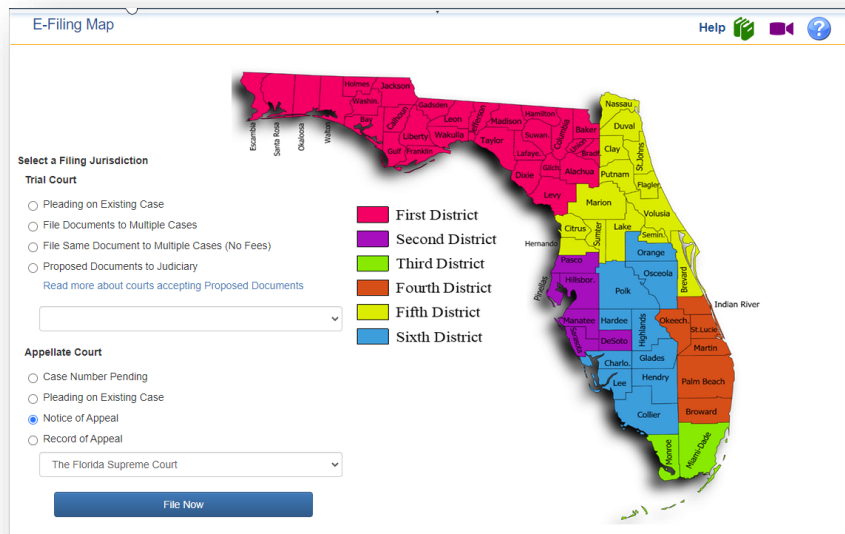 E-Filing Map
Help
?
Select a Filing Jurisdiction
Trial Court
Pleading on Existing Case
File Documents to Multiple Cases
File Same Document to Multiple Cases (No Fees)
Proposed Documents to Judiciary
Read more about courts accepting Proposed Documents
Appellate Court
Case Number Pending
Pleading on Existing Case
Notice of Appeal
Record of Appeal
The Florida Supreme Court
File Now
First District
Second District
Third District
Fourth District
Fifth District
Sixth District
Escambia
Santa Rosa
Okaloosa
Walton
Holmes
Jackson
Washin.
Bay
Calhoun
Gulf
Gadsden
Liberty
Franklin
Leon
Wakulla
Jefferson
Madison
Taylor
Hamilton
Suwan.
Lafaye.
Dixie
Columbia
Gilch
Levy
Baker
Union
Bradf.
Alachua
Nassau
Duval
Clay
St.Johns
Putnam
Flagler
Marion
Volusia
Citrus
Sumter
Lake
Semin.
Hernando
Orange
Brevard
Pasco
Osceola
Pinellas
Hillsbor.
Polk
Indian River
Manatee
Hardee
Highlands
Okeech.
St.Lucie
Sarasota
DeSoto
Martin
Charlo.
Glades
Lee
Hendry
Palm Beach
Collier
Broward
Monroe
Miami-Dade